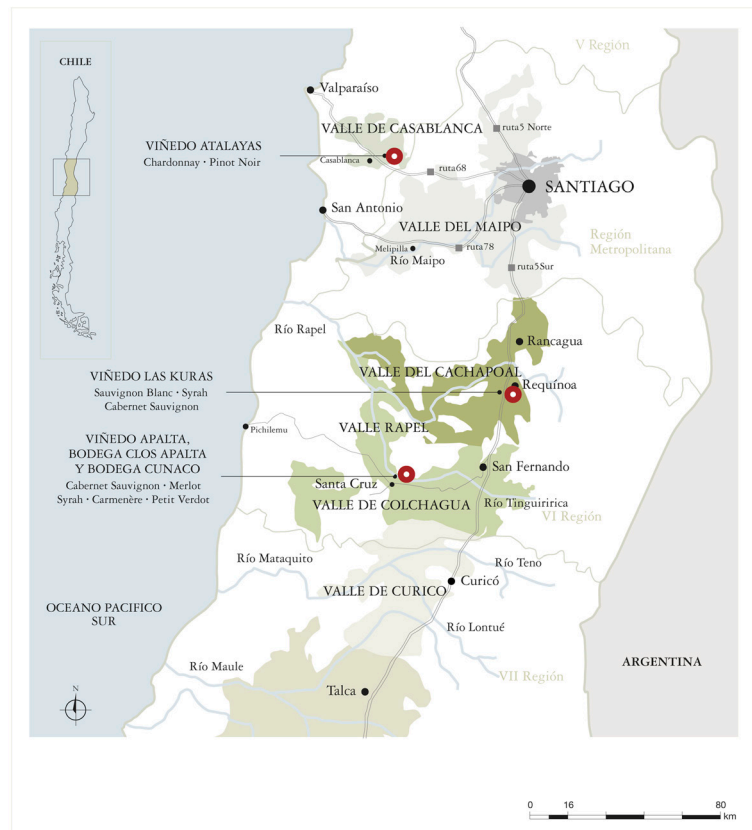 CHILE
V Región
Valparaíso
VALLE DE CASABLANCA
ruta5 Norte
VIÑEDO ATALAYAS
Chardonnay · Pinot Noir
Casablanca
ruta68
SANTIAGO
San Antonio
VALLE DEL MAIPO
Región
Metropolitana
Melipilla
ruta78
Río Maipo
ruta5Sur
Río Rapel
Rancagua
VIÑEDO LAS KURAS
Sauvignon Blanc · Syrah
Cabernet Sauvignon
VALLE DEL CACHAPOAL
Requínoa
Pichilemu
VALLE RAPEL
VIÑEDO APALTA,
BODEGA CLOS APALTA
Y BODEGA CUNACO
Cabernet Sauvignon · Merlot
Syrah · Carmenère · Petit Verdot
San Fernando
Santa Cruz
Río Tinguiririca
VALLE DE COLCHAGUA
VI Región
Río Mataquito
Río Teno
Curicó
VALLE DE CURICO
OCEANO PACIFICO
SUR
Río Lontué
Río Maule
VII Región
ARGENTINA
Talca
N
0 16 80
km